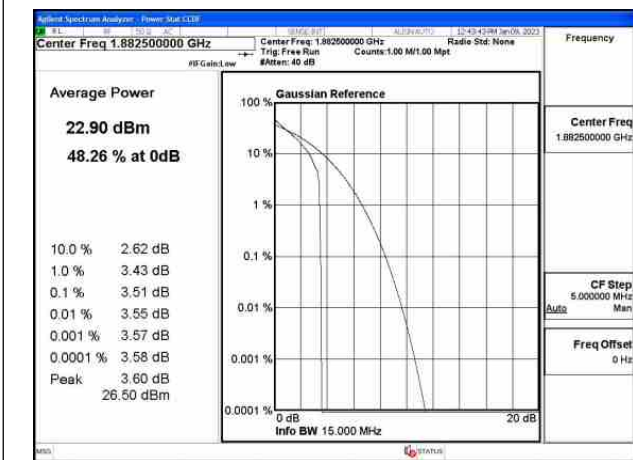 Agilent Spectrum Analyzer - Power Stat CCDF
RL RF 50 Ω AC SENSE:INT ALIGN AUTO 12:43:43 PM Jan 09, 2023
Center Freq 1.882500000 GHz
Center Freq: 1.882500000 GHz Radio Std: None
Trig: Free Run Counts:1.00 M/1.00 Mpt
#IFGain:Low #Atten: 40 dB
Frequency
Average Power
22.90 dBm
48.26 % at 0dB
10.0 % 2.62 dB
1.0 % 3.43 dB
0.1 % 3.51 dB
0.01 % 3.55 dB
0.001 % 3.57 dB
0.0001 % 3.58 dB
Peak 3.60 dB
26.50 dBm
Gaussian Reference
100 %
10 %
1 %
0.1 %
0.01 %
0.001 %
0.0001 %
0 dB 20 dB
Info BW 15.000 MHz
Center Freq
1.882500000 GHz
CF Step
5.000000 MHz
Auto Man
Freq Offset
0 Hz
MSG STATUS